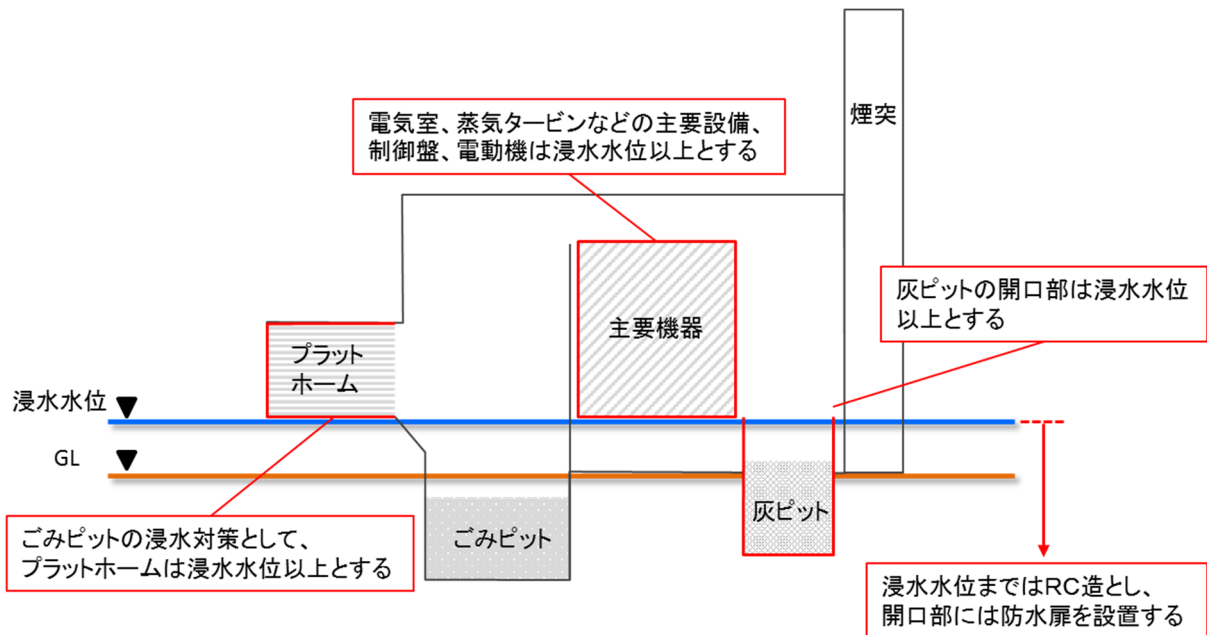 煙突
電気室、蒸気タービンなどの主要設備、
制御盤、電動機は浸水水位以上とする
灰ピットの開口部は浸水水位
以上とする
主要機器
プラット
ホーム
浸水水位
GL
灰ピット
ごみピット
ごみピットの浸水対策として、
プラットホームは浸水水位以上とする
浸水水位まではRC造とし、
開口部には防水扉を設置する